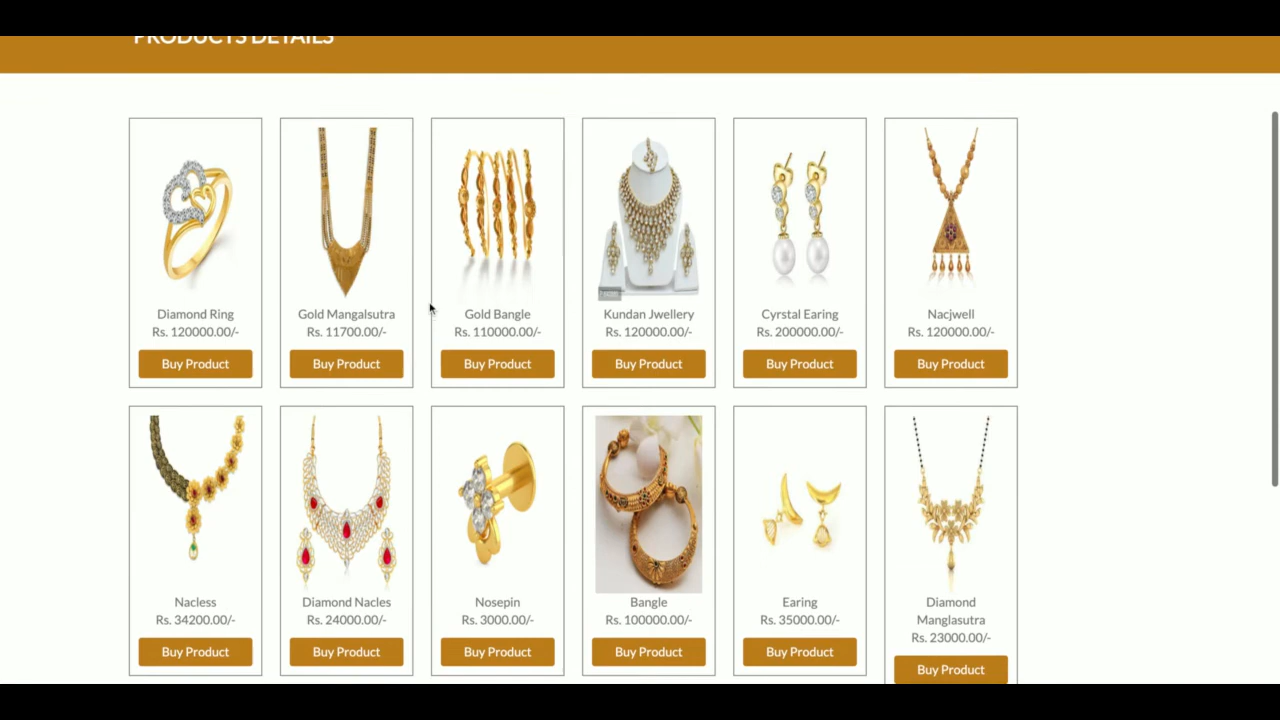 PRODUCTS DETAILS
Diamond Ring
Rs. 120000.00/-
Buy Product
Gold Mangalsutra
Rs. 11700.00/-
Buy Product
Gold Bangle
Rs. 110000.00/-
Buy Product
Kundan Jwellery
Rs. 120000.00/-
Buy Product
Cyrstal Earing
Rs. 200000.00/-
Buy Product
Nacjwell
Rs. 120000.00/-
Buy Product
Nacless
Rs. 34200.00/-
Buy Product
Diamond Nacles
Rs. 24000.00/-
Buy Product
Nosepin
Rs. 3000.00/-
Buy Product
Bangle
Rs. 100000.00/-
Buy Product
Earing
Rs. 35000.00/-
Buy Product
Diamond
Manglasutra
Rs. 23000.00/-
Buy Product